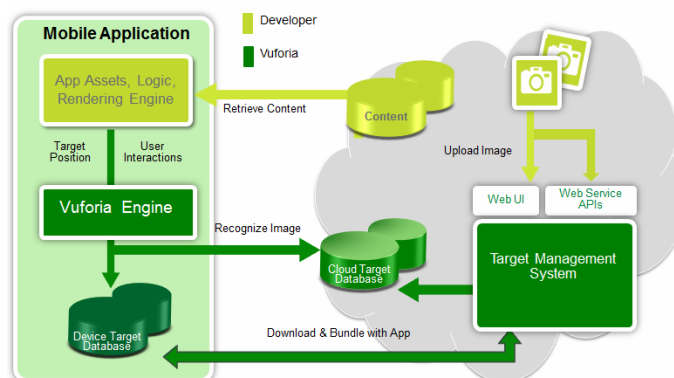 Developer
Vuforia
Mobile Application
App Assets, Logic,
Rendering Engine
Retrieve Content
Content
Target
Position
User
Interactions
Upload Image
Web UI
Web Service
APIs
Vuforia Engine
Recognize Image
Cloud Target
Database
Target Management
System
Device Target
Database
Download & Bundle with App